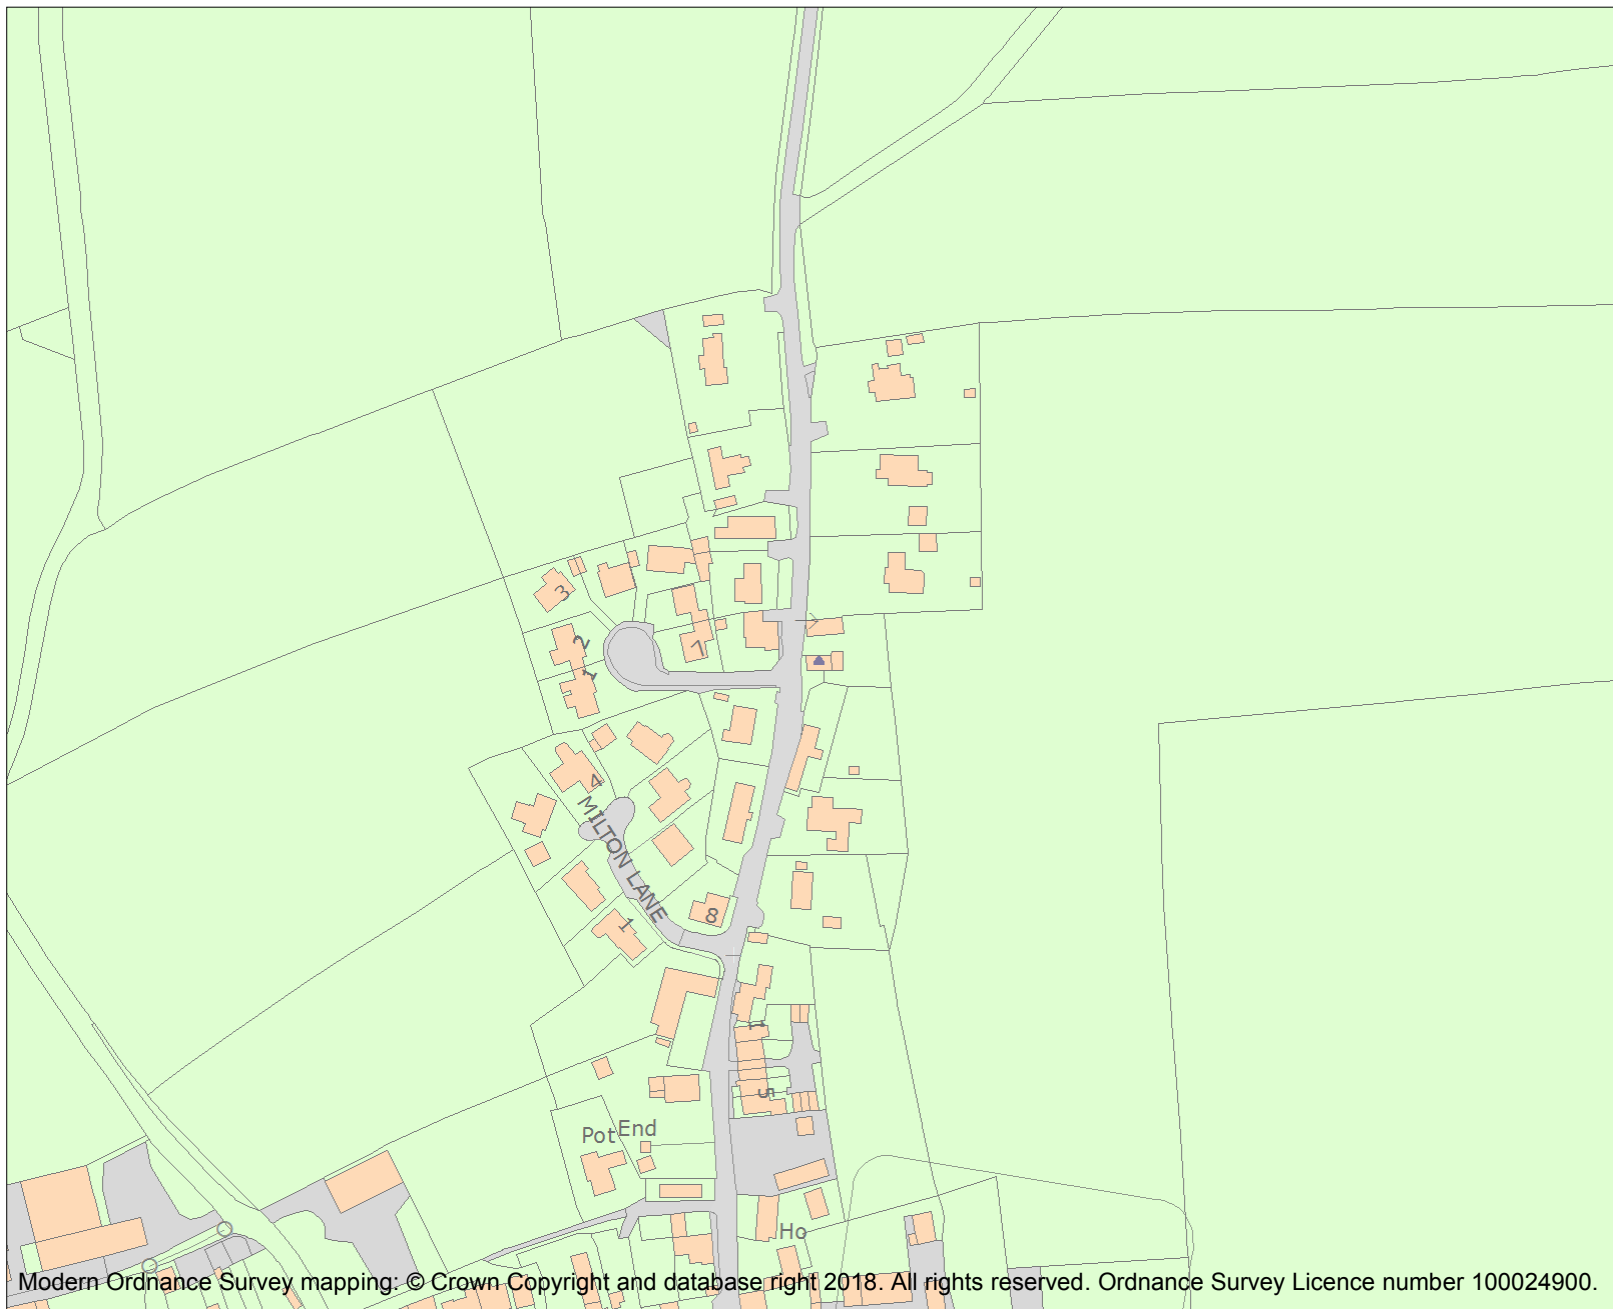 3
2
1
7
4
MILTON LANE
8
1
1
5
Pot End
Ho
Modern Ordnance Survey mapping: © Crown Copyright and database right 2018. All rights reserved. Ordnance Survey Licence number 100024900.